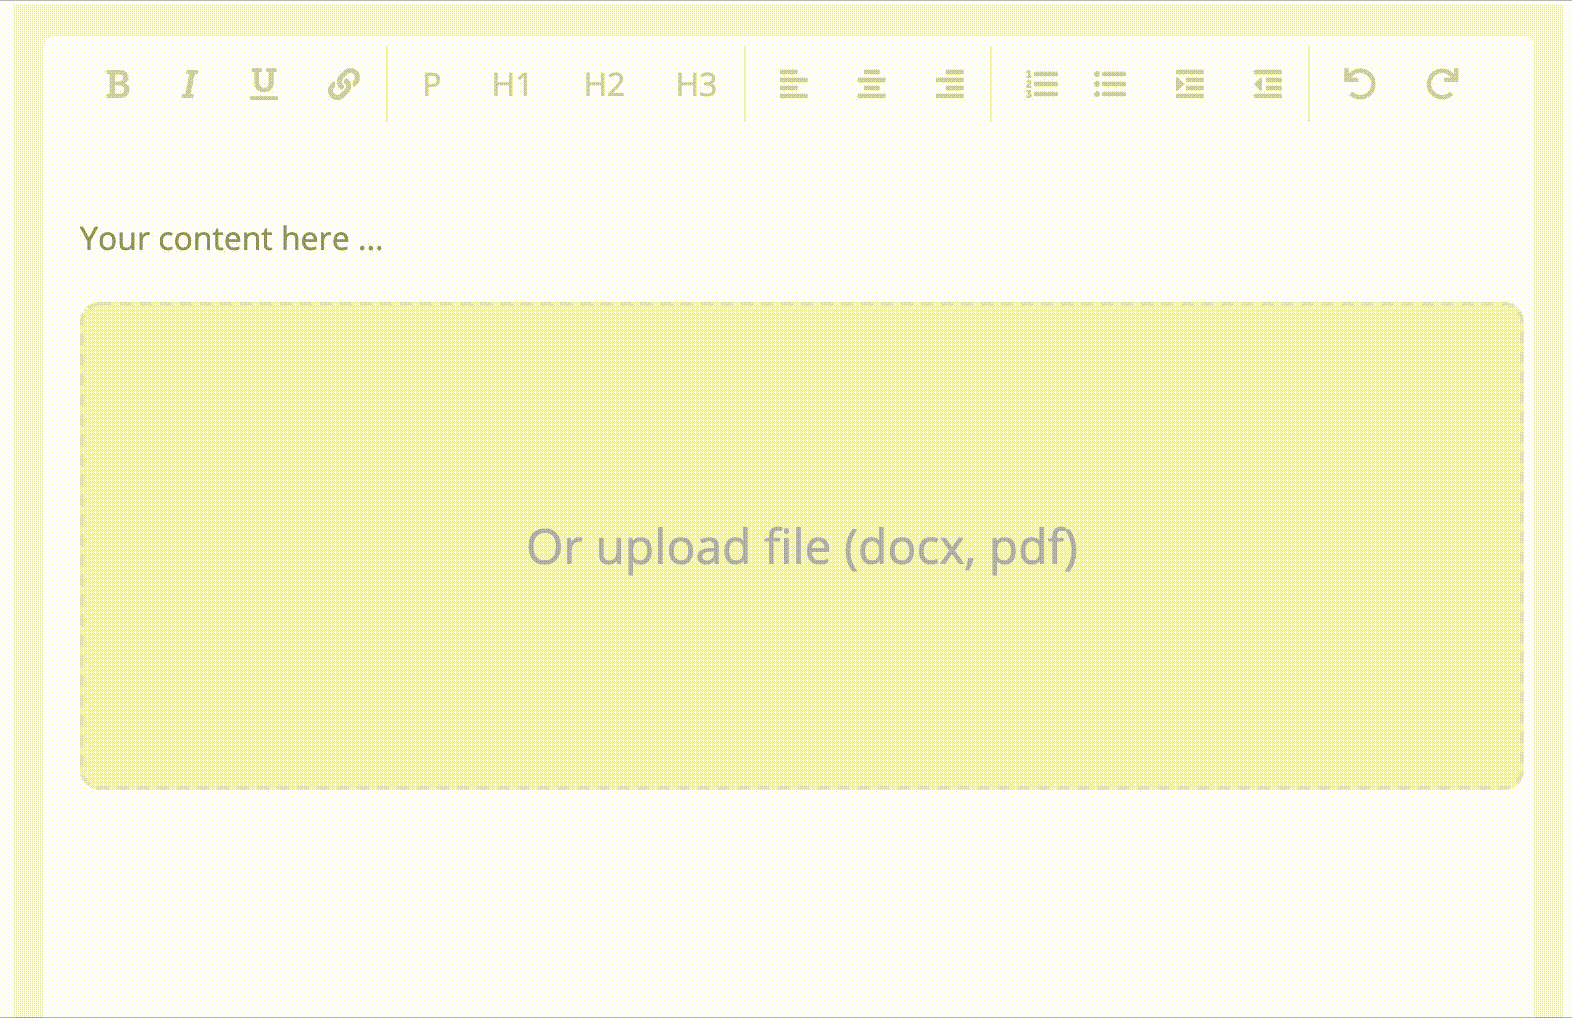 B I U P H1 H2 H3
Your content here ...
Or upload file (docx, pdf)